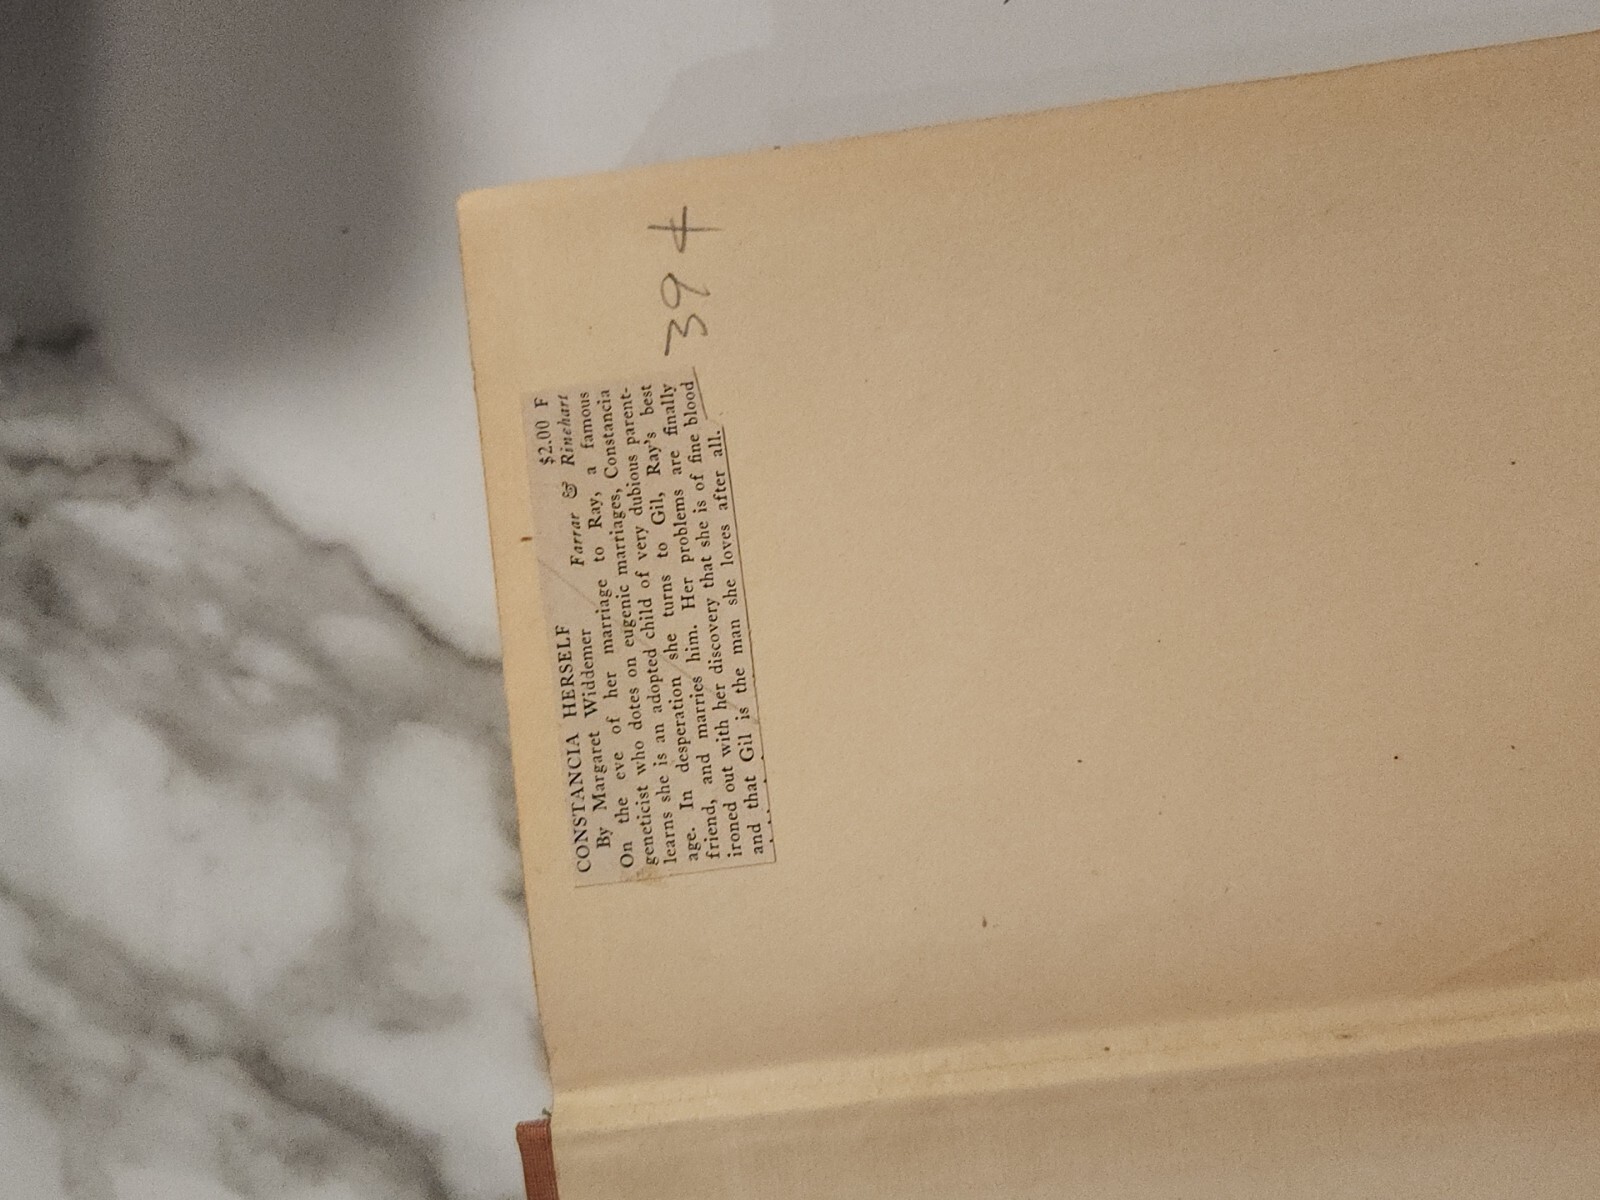 CONSTANCIA HERSELF $2.00 F
By Margaret Widdemer Farrar & Rinehart
On the eve of her marriage to Ray, a famous
geneticist who dotes on eugenic marriages, Constancia
learns she is an adopted child of very dubious parent-
age. In desperation she turns to Gil, Ray's best
friend, and marries him. Her problems are finally
ironed out with her discovery that she is of fine blood
and that Gil is the man she loves after all.
39 +